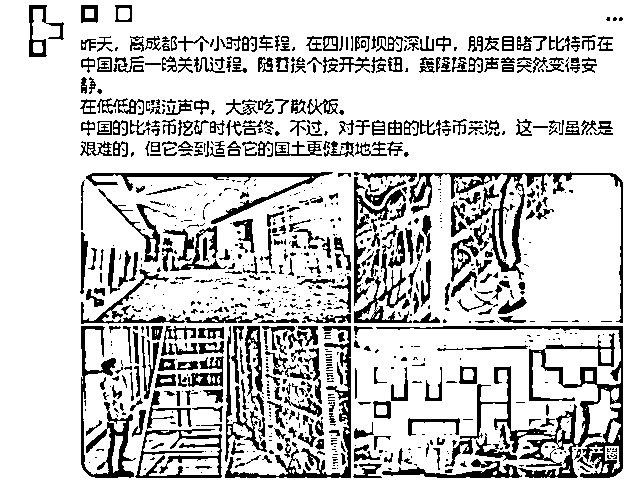 昨天，离成都十个小时的车程，在四川阿坝的深山中，朋友目睹了比特币在
中国最后一晚关机过程。随着挨个按开关按钮，轰隆隆的声音突然变得安
静。
在低低的啜泣声中，大家吃了散伙饭。
中国的比特币挖矿时代告终。不过，对于自由的比特币来说，这一刻虽然是
艰难的，但它会到适合它的国土更健康地生存。
灰产圈